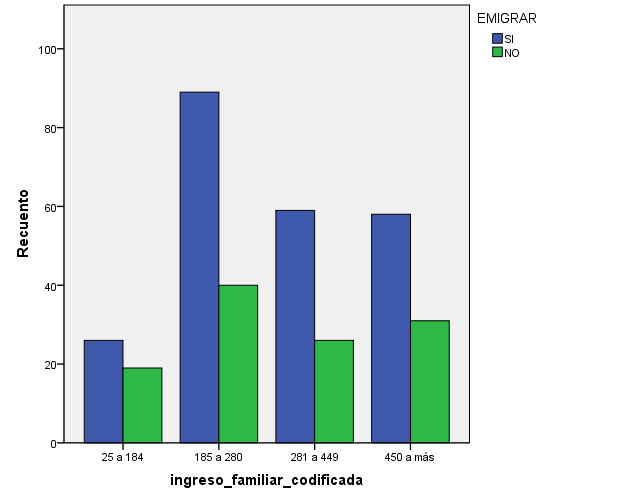 EMIGRAR
SI
NO
100
80
60
40
20
0
Recuento
25 a 184
185 a 280
281 a 449
450 a más
ingreso_familiar_codificada